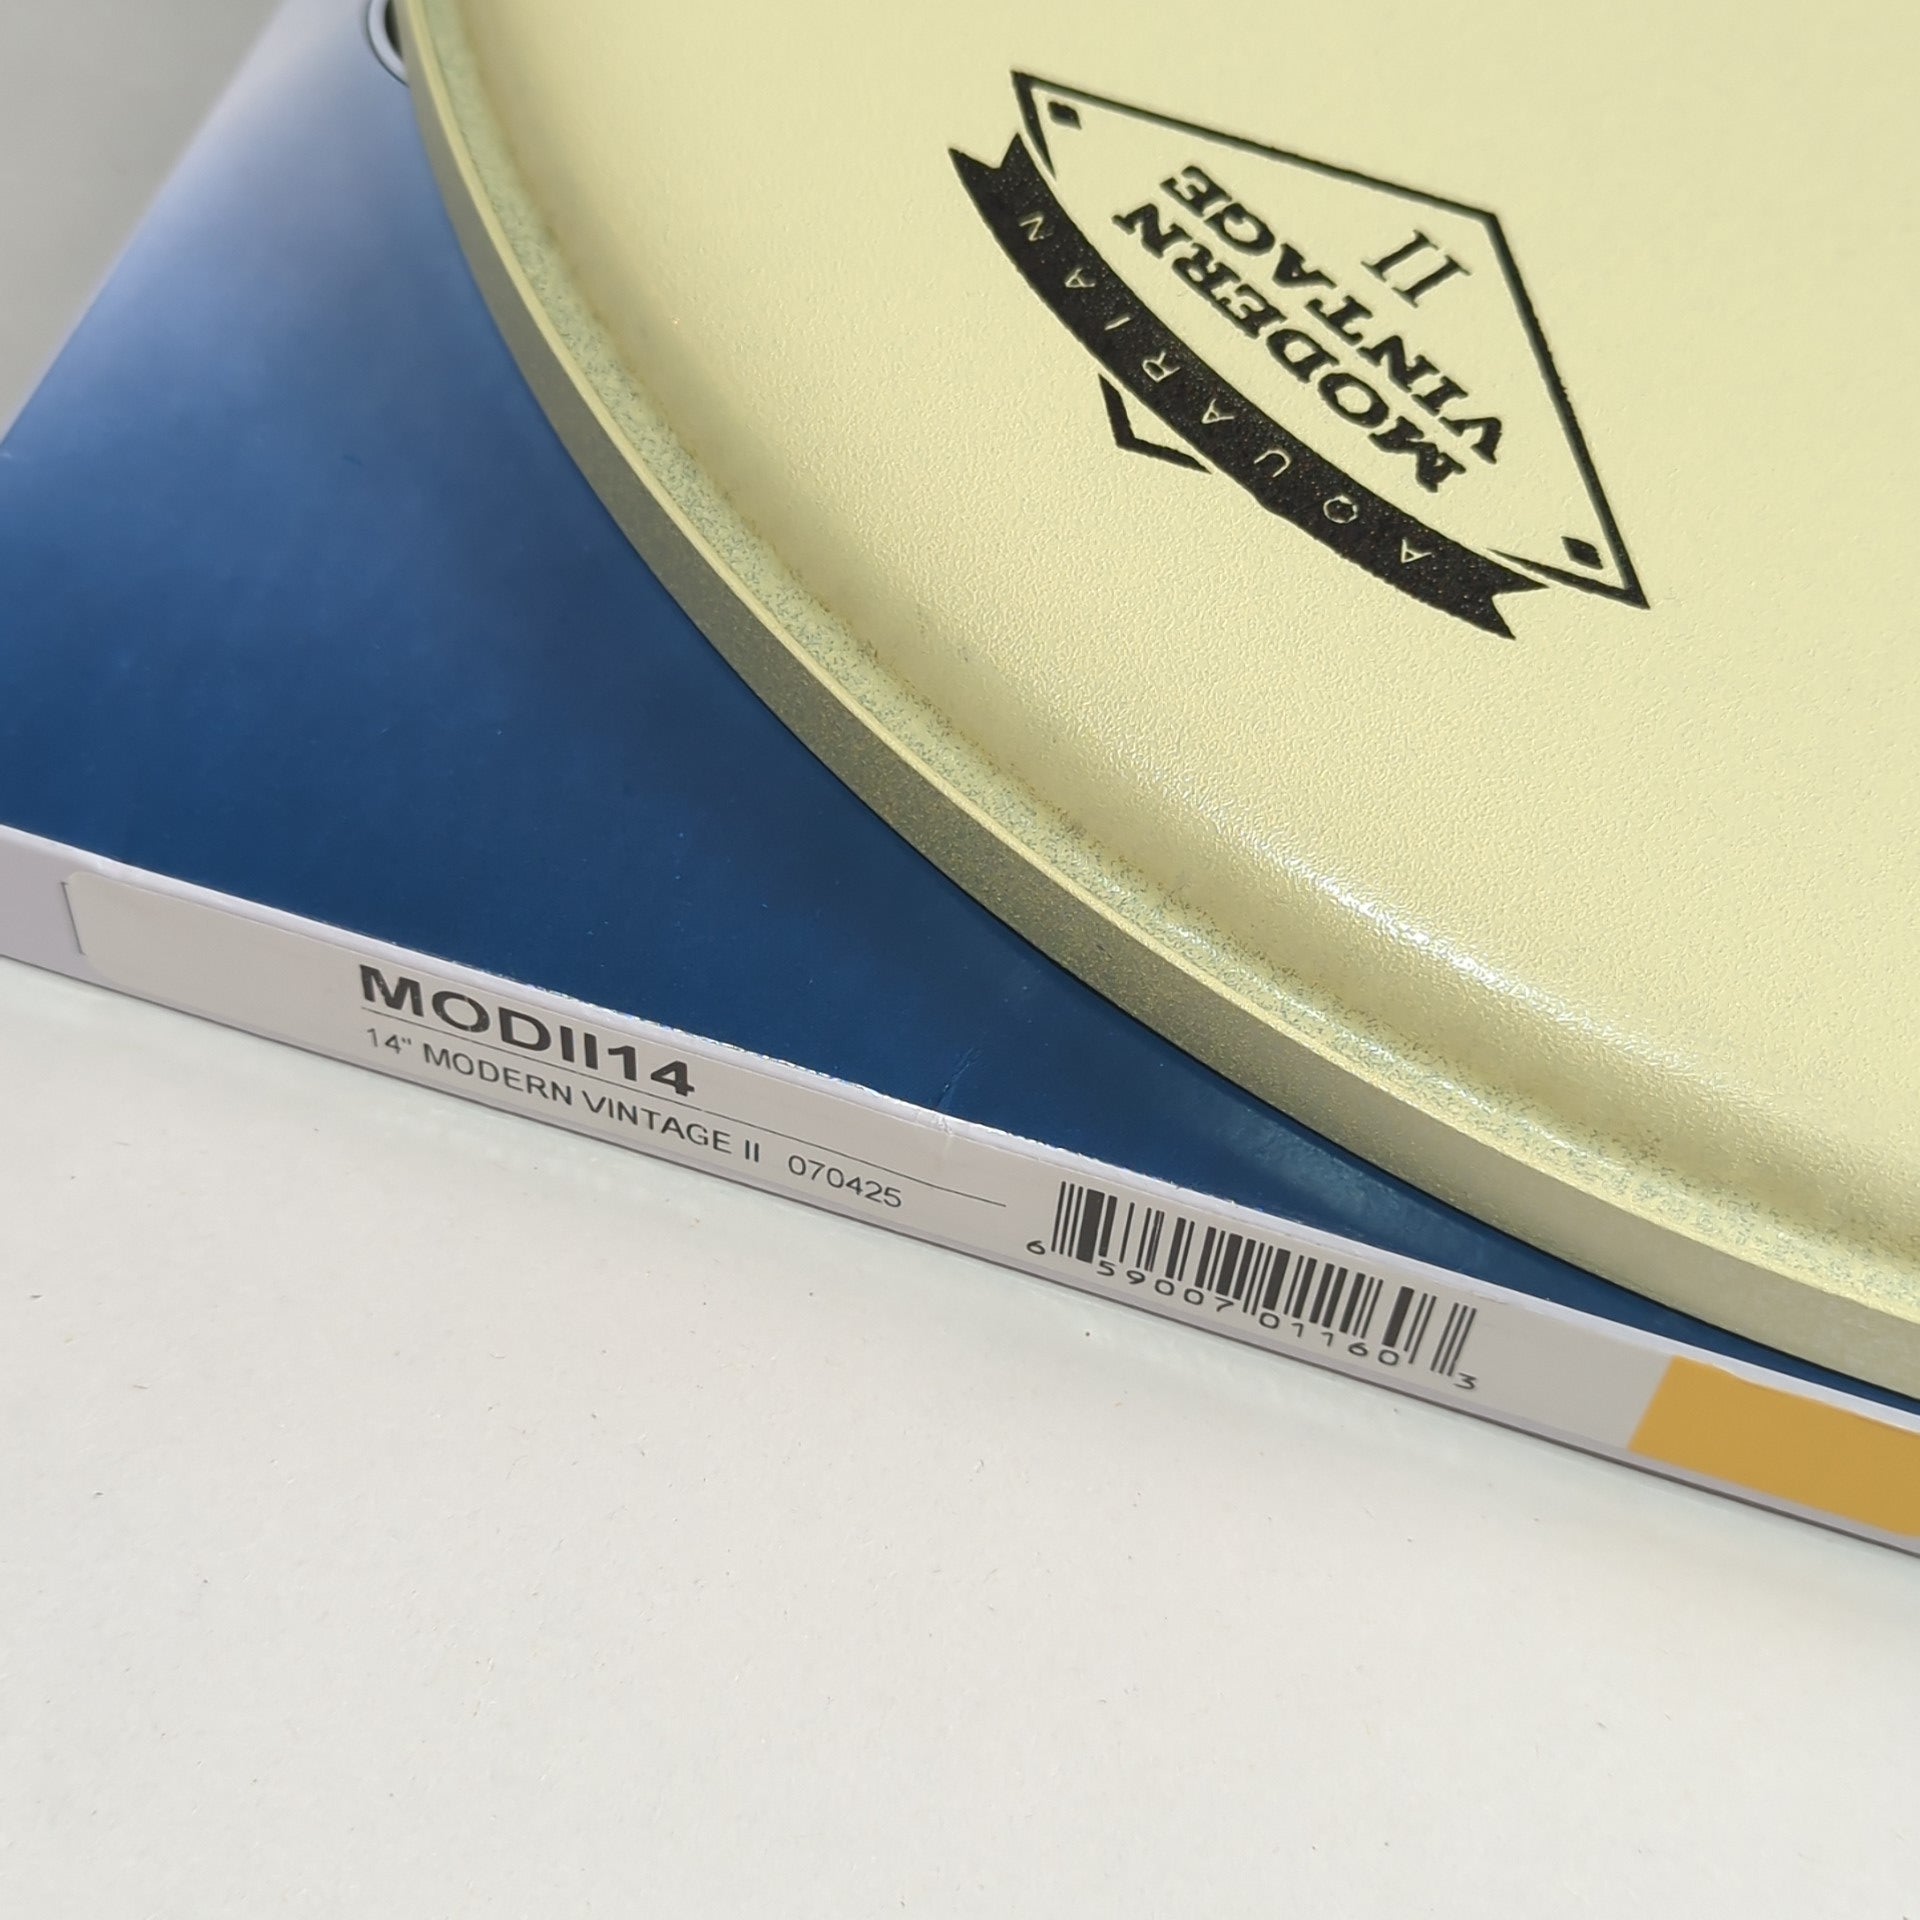 MODERN
VINTAGE
II
AQUARIAN
MODII14
14" MODERN VINTAGE II 070425
6 59007 01160 3